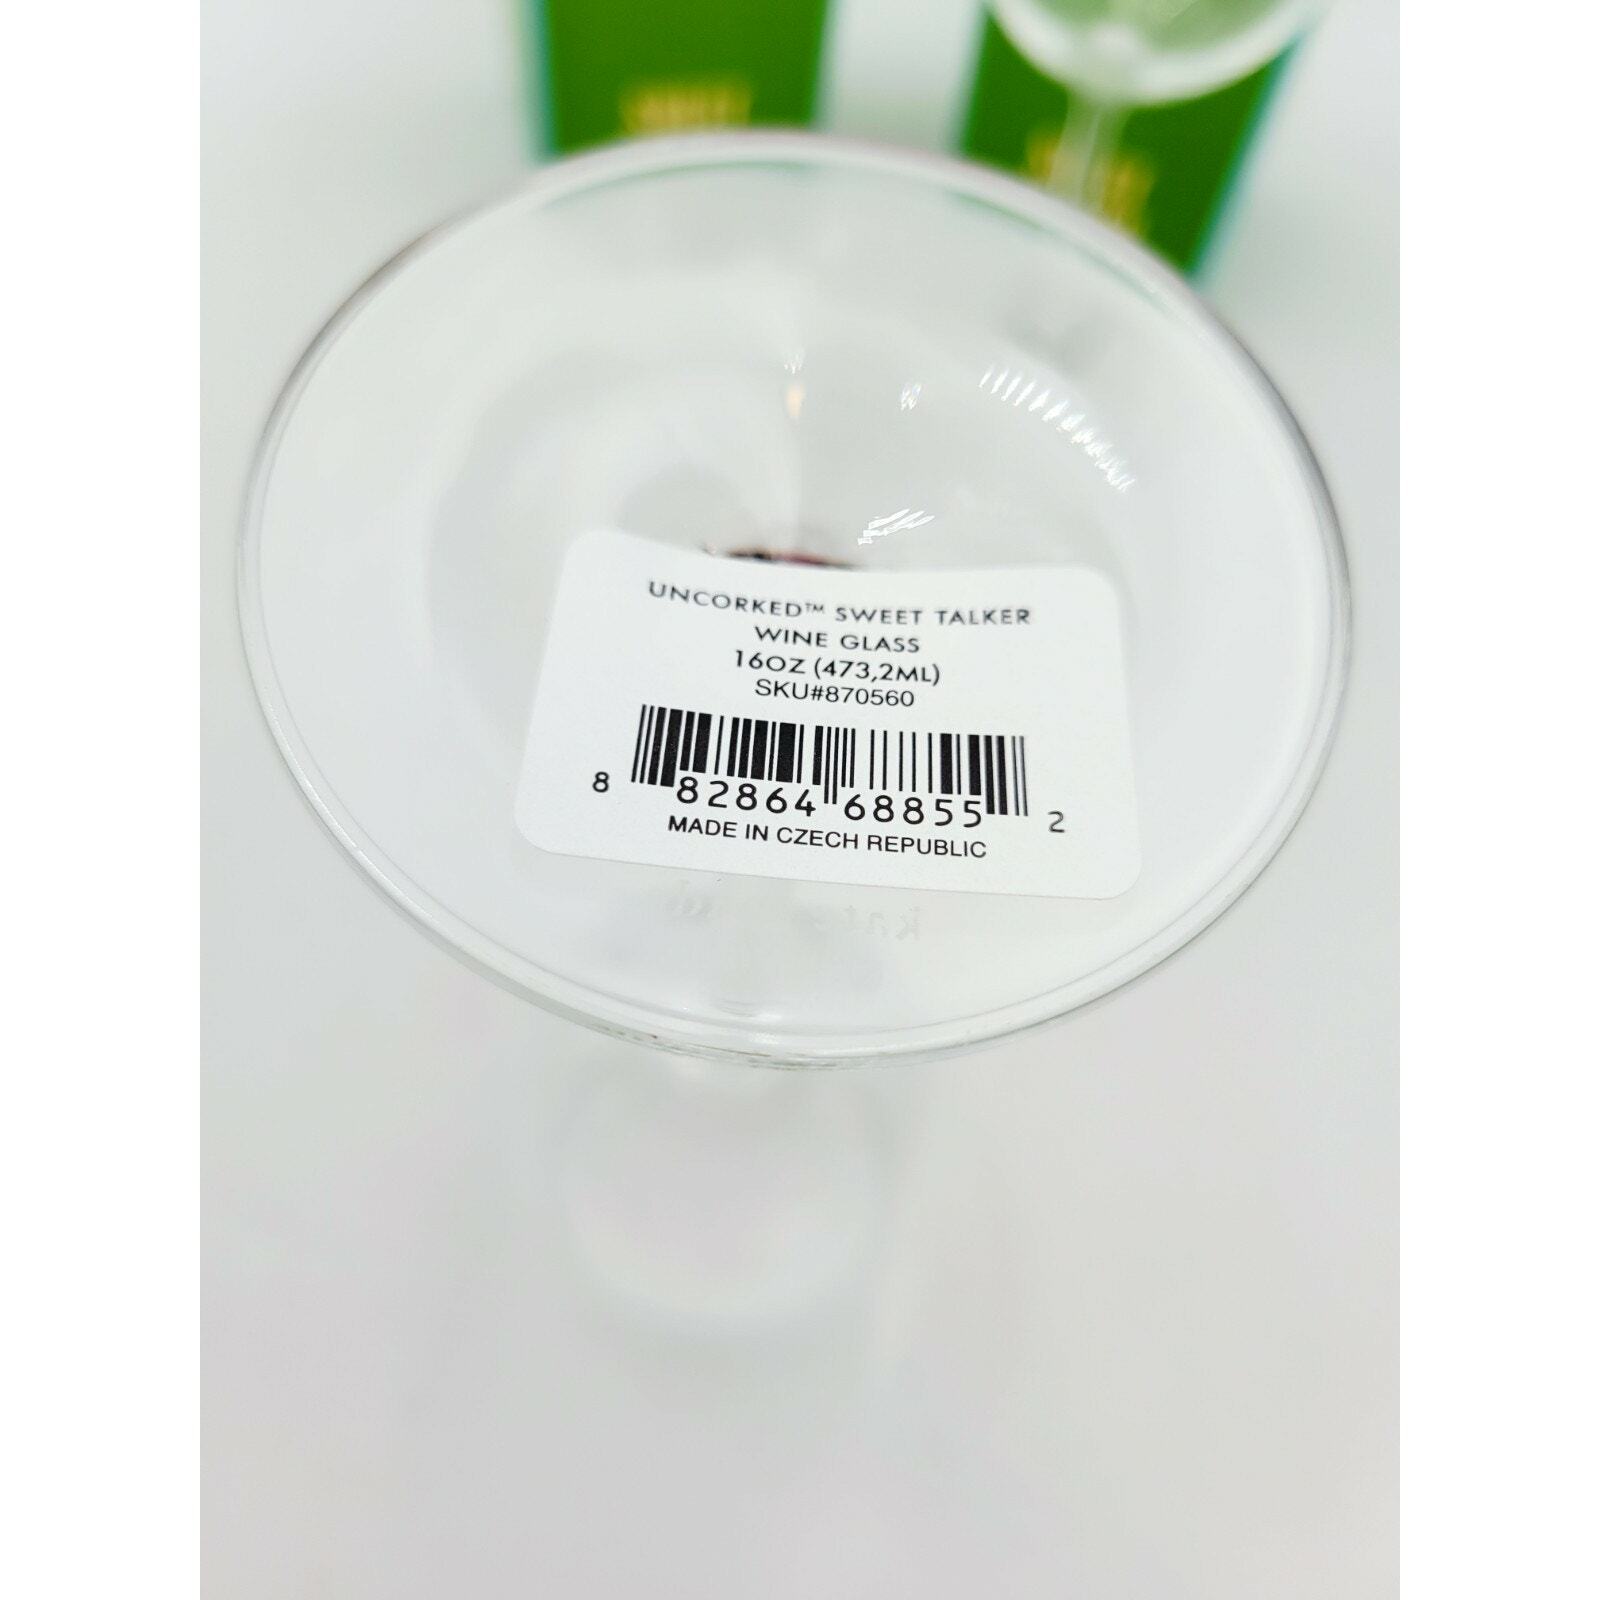 UNCORKED™ SWEET TALKER
WINE GLASS
16OZ (473,2ML)
SKU#870560
8 82864 68855 2
MADE IN CZECH REPUBLIC